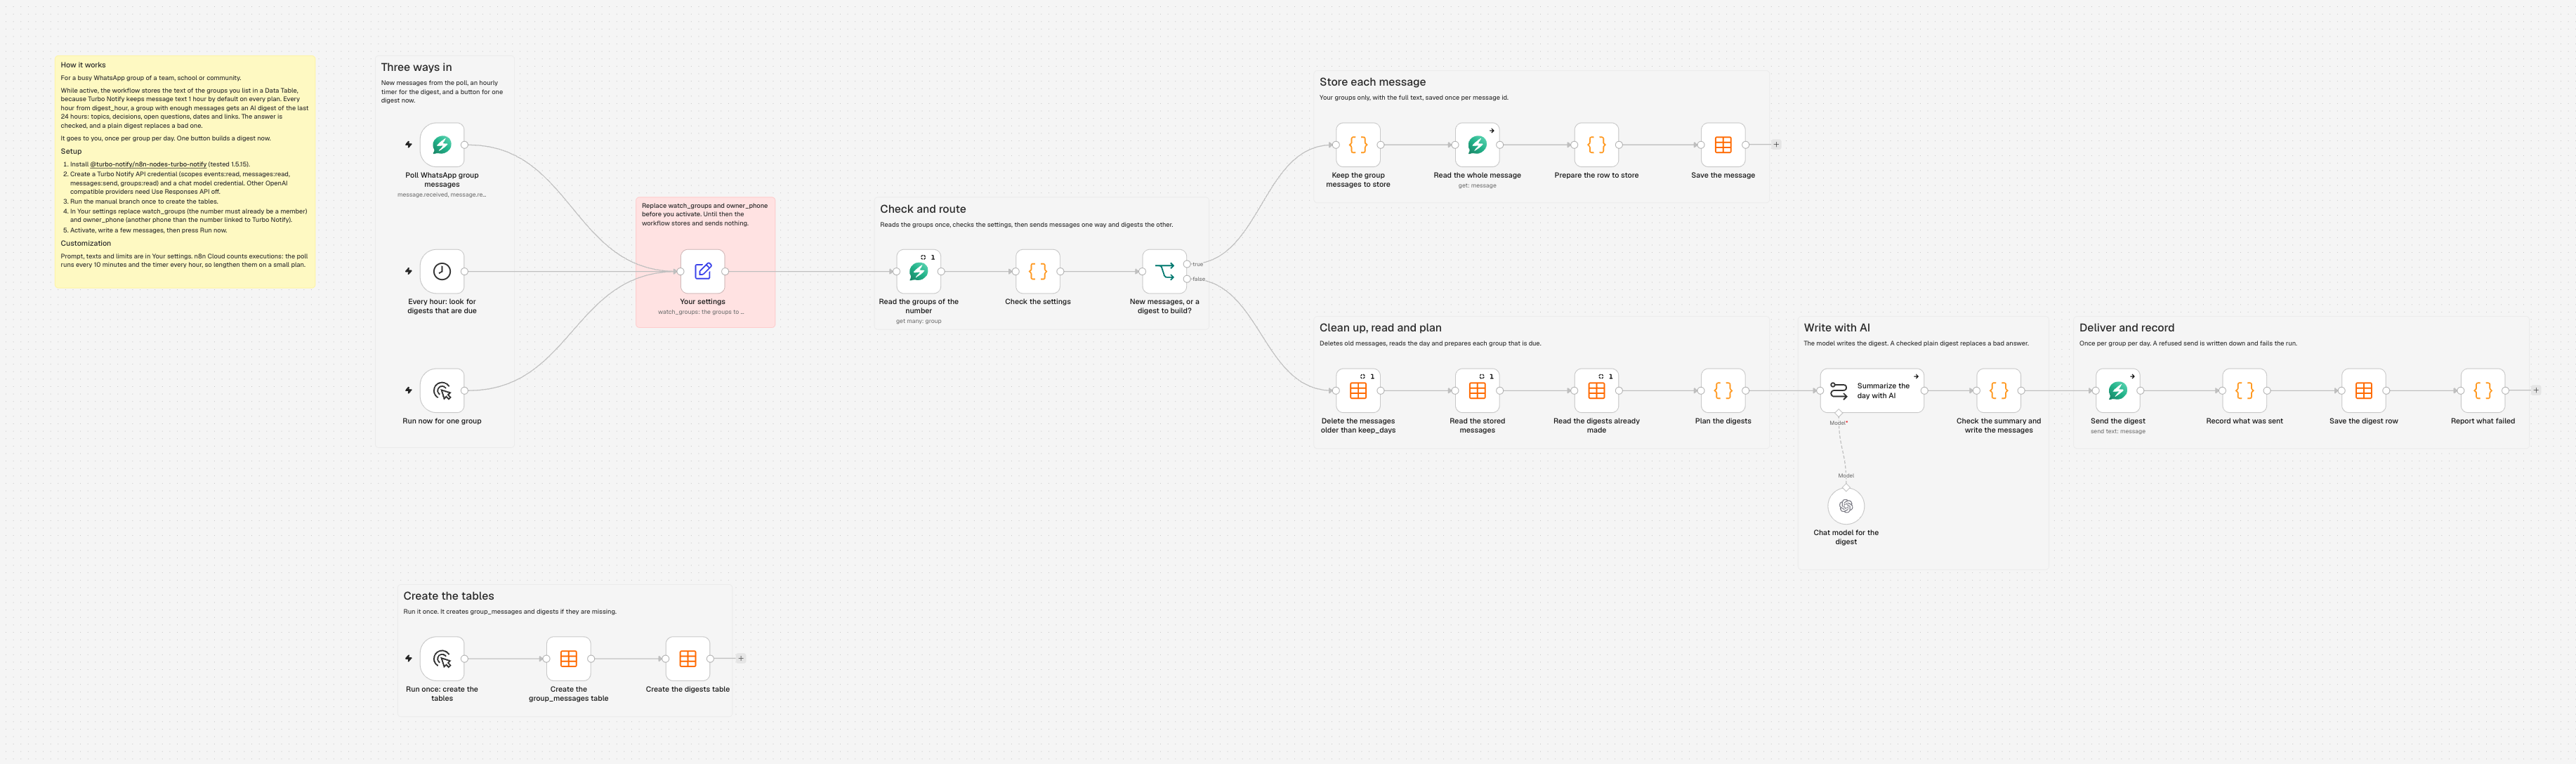 How it works
For a busy WhatsApp group of a team, school or community.
While active, the workflow stores the text of the groups you list in a Data Table,
because Turbo Notify keeps message text 1 hour by default on every plan. Every
hour from digest_hour, a group with enough messages gets an AI digest of the last
24 hours: topics, decisions, open questions, dates and links. The answer is
checked, and a plain digest replaces a bad one.
It goes to you, once per group per day. One button builds a digest now.
Setup
1. Install @turbo-notify/n8n-nodes-turbo-notify (tested 1.5.15).
2. Create a Turbo Notify API credential (scopes events:read, messages:read,
messages:send, groups:read) and a chat model credential. Other OpenAI
compatible providers need Use Responses API off.
3. Run the manual branch once to create the tables.
4. In Your settings replace watch_groups (the number must already be a member)
and owner_phone (another phone than the number linked to Turbo Notify).
5. Activate, write a few messages, then press Run now.
Customization
Prompt, texts and limits are in Your settings. n8n Cloud counts executions: the poll
runs every 10 minutes and the timer every hour, so lengthen them on a small plan.
Three ways in
New messages from the poll, an hourly
timer for the digest, and a button for one
digest now.
Poll WhatsApp group
messages
message.received, message.re...
Every hour: look for
digests that are due
Run now for one group
Replace watch_groups and owner_phone
before you activate. Until then the
workflow stores and sends nothing.
Your settings
watch_groups: the groups to ...
Check and route
Reads the groups once, checks the settings, then sends messages one way and digests the other.
1
Read the groups of the
number
get many: group
Check the settings
true
false
New messages, or a
digest to build?
Store each message
Your groups only, with the full text, saved once per message id.
Keep the group
messages to store
Read the whole message
get: message
Prepare the row to store
Save the message
Clean up, read and plan
Deletes old messages, reads the day and prepares each group that is due.
1
Delete the messages
older than keep_days
1
Read the stored
messages
1
Read the digests already
made
Plan the digests
Write with AI
The model writes the digest. A checked plain digest replaces a bad answer.
Summarize the
day with AI
Model*
Model
Chat model for the
digest
Check the summary and
write the messages
Deliver and record
Once per group per day. A refused send is written down and fails the run.
Send the digest
send text: message
Record what was sent
Save the digest row
Report what failed
Create the tables
Run it once. It creates group_messages and digests if they are missing.
Run once: create the
tables
Create the
group_messages table
Create the digests table